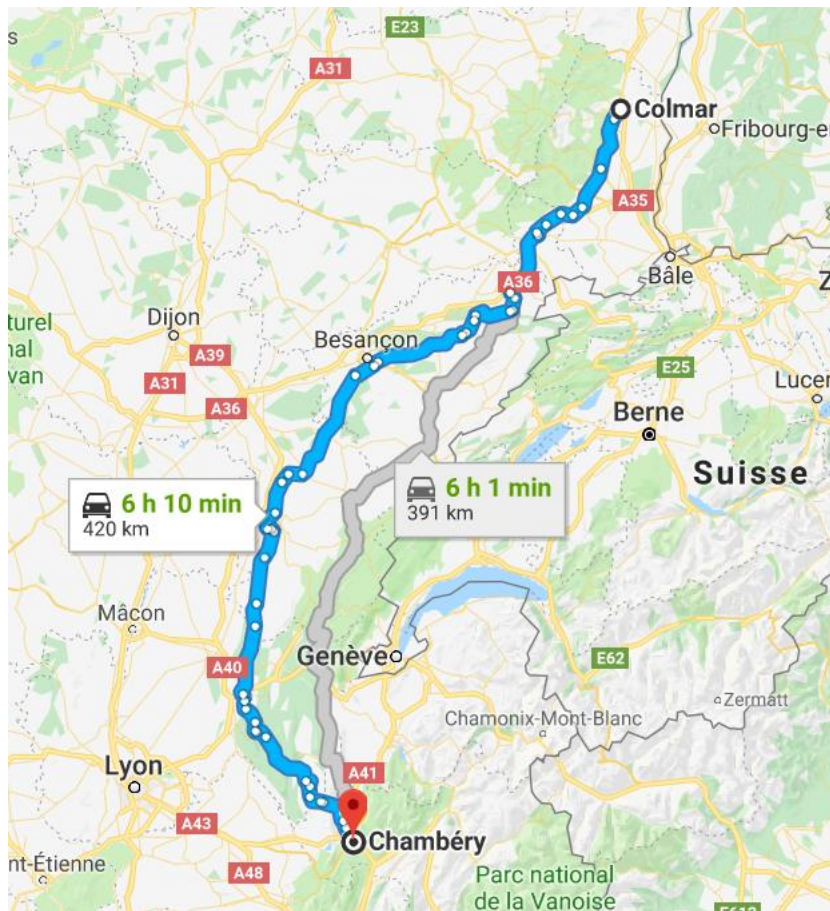 E23
s
A31
Colmar
Fribourg-e
A35
Bâle
A36
Z
turel
nal
van
Dijon
Besançon
A39
A31
A36
E25
Lucer
Berne
Suisse
6 h 10 min
420 km
6 h 1 min
391 km
Mâcon
Genève
A40
E62
Zermatt
Chamonix-Mont-Blanc
Lyon
A41
A43
Chambéry
nt-Étienne
A48
Parc national
de la Vanoise